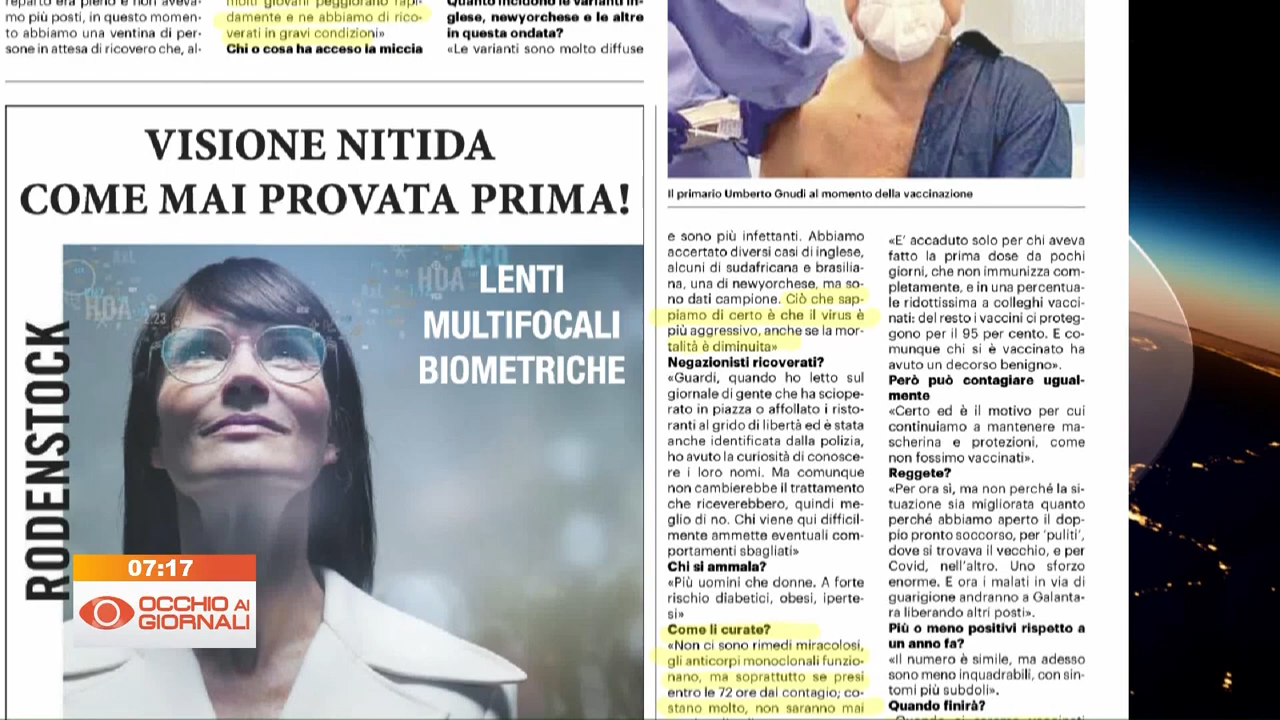 reparto era pieno e non aveva-
mo più posti, in questo momen-
to abbiamo una ventina di per-
sone in attesa di ricovero che, al-
molti giovani peggiorano rapi-
damente e ne abbiamo di rico-
verati in gravi condizioni»
Chi o cosa ha acceso la miccia
Quanto incidono le varianti in-
glese, newyorchese e le altre
in questa ondata?
«Le varianti sono molto diffuse
VISIONE NITIDA
COME MAI PROVATA PRIMA!
LENTI
MULTIFOCALI
BIOMETRICHE
RODENSTOCK
HOA
HOA
2.23
07:17
OCCHIO AI
GIORNALI
Il primario Umberto Gnudi al momento della vaccinazione
e sono più infettanti. Abbiamo
accertato diversi casi di inglese,
alcuni di sudafricana e brasilia-
na, una di newyorchese, ma so-
no dati campione. Ciò che sap-
piamo di certo è che il virus è
più aggressivo, anche se la mor-
talità è diminuita»
Negazionisti ricoverati?
«Guardi, quando ho letto sul
giornale di gente che ha sciope-
rato in piazza o affollato i risto-
ranti al grido di libertà ed è stata
anche identificata dalla polizia,
ho avuto la curiosità di conosce-
re i loro nomi. Ma comunque
non cambierebbe il trattamento
che riceverebbero, quindi me-
glio di no. Chi viene qui difficil-
mente ammette eventuali com-
portamenti sbagliati»
Chi si ammala?
«Più uomini che donne. A forte
rischio diabetici, obesi, iperte-
si»
Come li curate?
«Non ci sono rimedi miracolosi,
gli anticorpi monoclonali funzio-
nano, ma soprattutto se presi
entro le 72 ore dal contagio; co-
stano molto, non saranno mai
«E' accaduto solo per chi aveva
fatto la prima dose da pochi
giorni, che non immunizza com-
pletamente, e in una percentua-
le ridottissima a colleghi vacci-
nati: del resto i vaccini ci proteg-
gono per il 95 per cento. E co-
munque chi si è vaccinato ha
avuto un decorso benigno».
Però può contagiare ugual-
mente
«Certo ed è il motivo per cui
continuiamo a mantenere ma-
scherina e protezioni, come
non fossimo vaccinati».
Reggete?
«Per ora sì, ma non perché la si-
tuazione sia migliorata quanto
perché abbiamo aperto il dop-
pio pronto soccorso, per 'puliti',
dove si trovava il vecchio, e per
Covid, nell'altro. Uno sforzo
enorme. E ora i malati in via di
guarigione andranno a Galanta-
ra liberando altri posti».
Più o meno positivi rispetto a
un anno fa?
«Il numero è simile, ma adesso
sono meno inquadrabili, con sin-
tomi più subdoli».
Quando finirà?